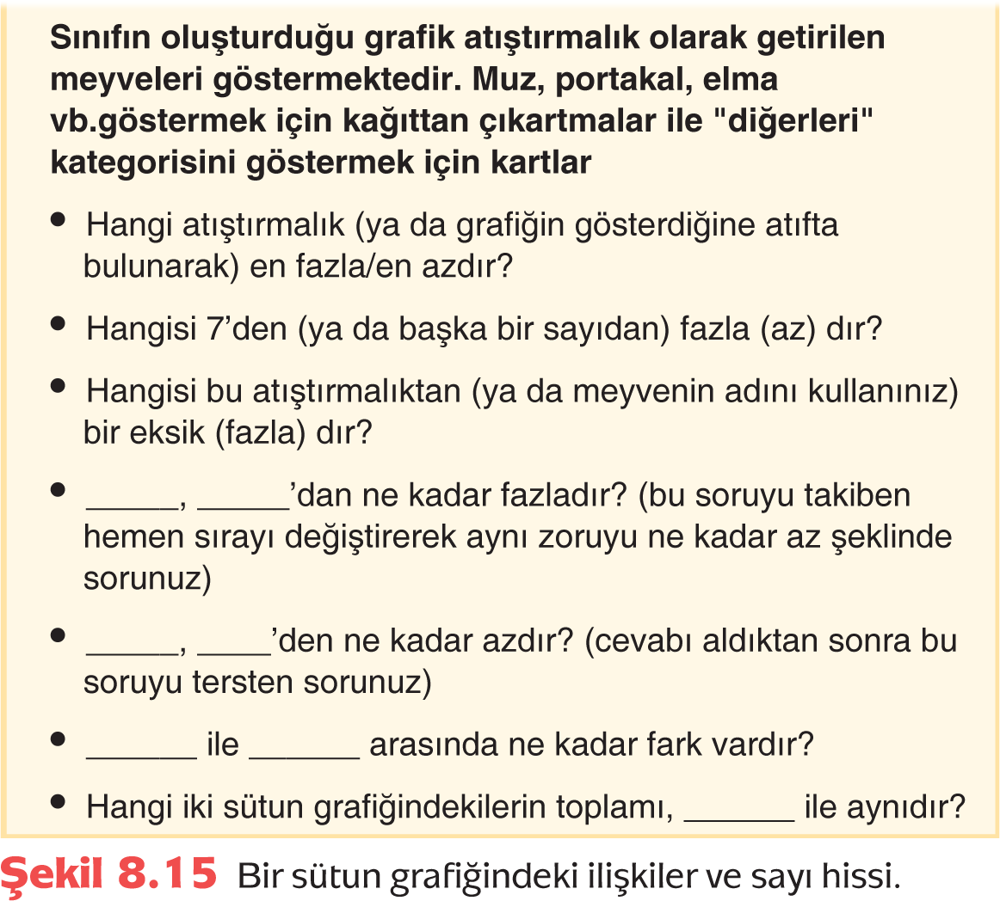 Sınıfın oluşturduğu grafik atıştırmalık olarak getirilen
meyveleri göstermektedir. Muz, portakal, elma
vb.göstermek için kağıttan çıkartmalar ile "diğerleri"
kategorisini göstermek için kartlar
• Hangi atıştırmalık (ya da grafiğin gösterdiğine atıfta
bulunarak) en fazla/en azdır?
• Hangisi 7’den (ya da başka bir sayıdan) fazla (az) dır?
• Hangisi bu atıştırmalıktan (ya da meyvenin adını kullanınız)
bir eksik (fazla) dır?
• _____, _____’dan ne kadar fazladır? (bu soruyu takiben
hemen sırayı değiştirerek aynı zoruyu ne kadar az şeklinde
sorunuz)
• _____, ____’den ne kadar azdır? (cevabı aldıktan sonra bu
soruyu tersten sorunuz)
• ______ ile ______ arasında ne kadar fark vardır?
• Hangi iki sütun grafiğindekilerin toplamı, ______ ile aynıdır?
Şekil 8.15 Bir sütun grafiğindeki ilişkiler ve sayı hissi.